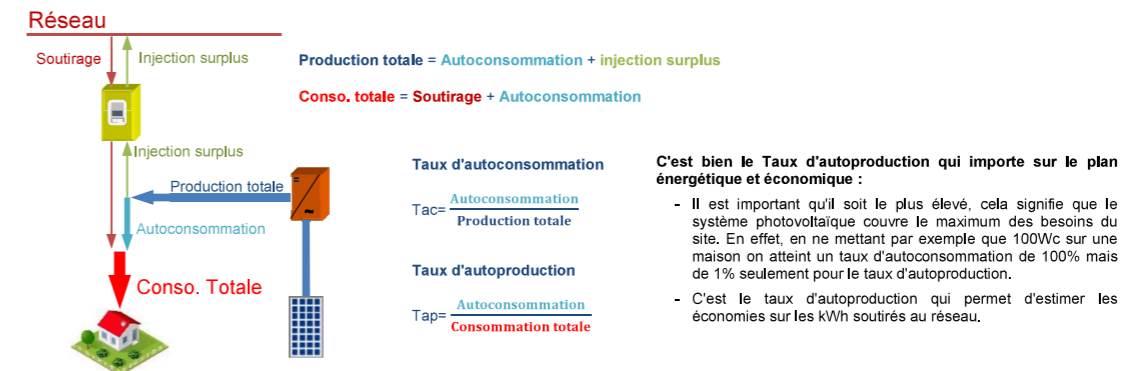 Réseau
Soutirage
Injection surplus
Production totale = Autoconsommation + injection surplus
Conso. totale = Soutirage + Autoconsommation
Injection surplus
Production totale
=
~
Autoconsommation
Conso. Totale
Taux d'autoconsommation
Tac= Autoconsommation
Production totale
Taux d'autoproduction
Tap= Autoconsommation
Consommation totale
C'est bien le Taux d'autoproduction qui importe sur le plan
énergétique et économique :
- Il est important qu'il soit le plus élevé, cela signifie que le
système photovoltaïque couvre le maximum des besoins du
site. En effet, en ne mettant par exemple que 100Wc sur une
maison on atteint un taux d'autoconsommation de 100% mais
de 1% seulement pour le taux d'autoproduction.
- C'est le taux d'autoproduction qui permet d'estimer les
économies sur les kWh soutirés au réseau.